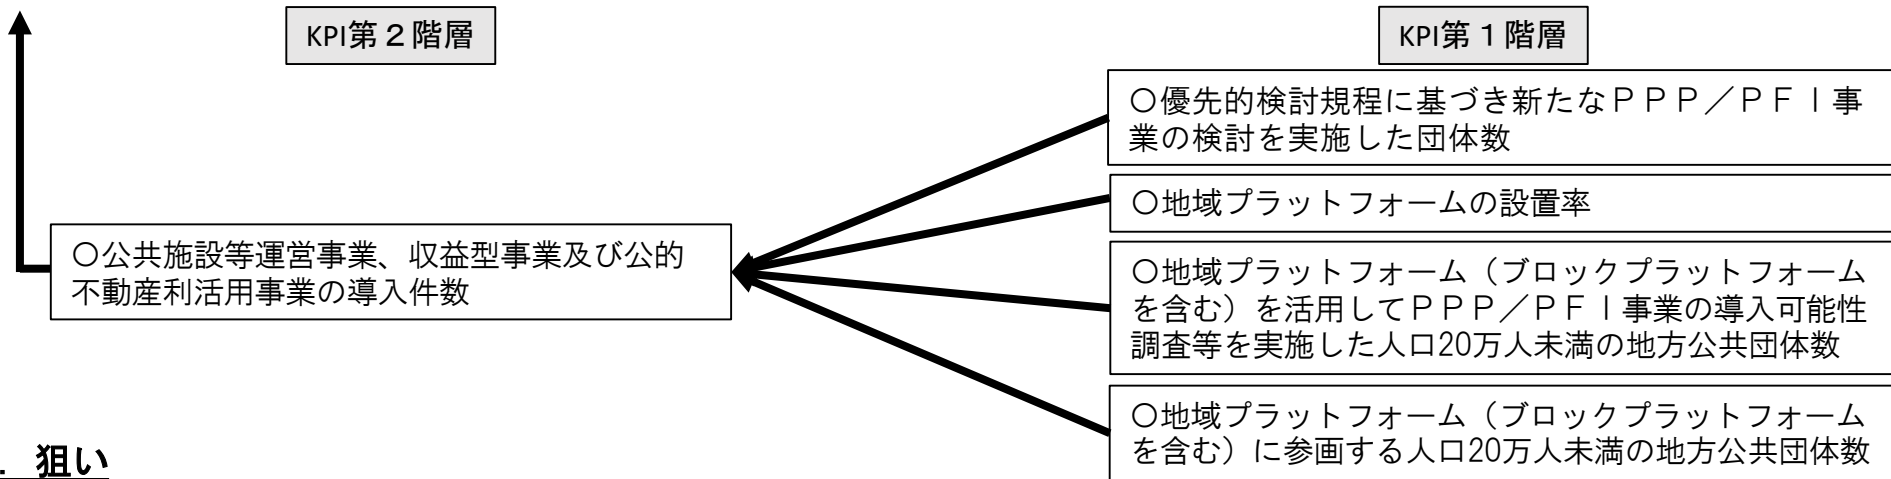 KPI第２階層
KPI第１階層
〇優先的検討規程に基づき新たなＰＰＰ／ＰＦＩ事
業の検討を実施した団体数
〇地域プラットフォームの設置率
〇公共施設等運営事業、収益型事業及び公的
不動産利活用事業の導入件数
〇地域プラットフォーム（ブロックプラットフォーム
を含む）を活用してＰＰＰ／ＰＦＩ事業の導入可能性
調査等を実施した人口20万人未満の地方公共団体数
〇地域プラットフォーム（ブロックプラットフォーム
を含む）に参画する人口20万人未満の地方公共団体数
. 狙い